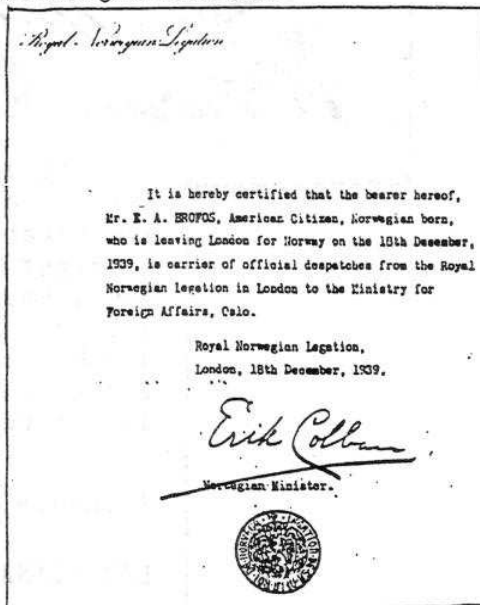 Royal Norwegian Legation
It is hereby certified that the bearer hereof,
Mr. E. A. BROFOS, American Citizen, Norwegian born,
who is leaving London for Norway on the 18th December,
1939, is carrier of official despatches from the Royal
Norwegian legation in London to the Ministry for
Foreign Affairs, Oslo.
Royal Norwegian Legation,
London, 18th December, 1939.
Erik Colban
Norwegian Minister.